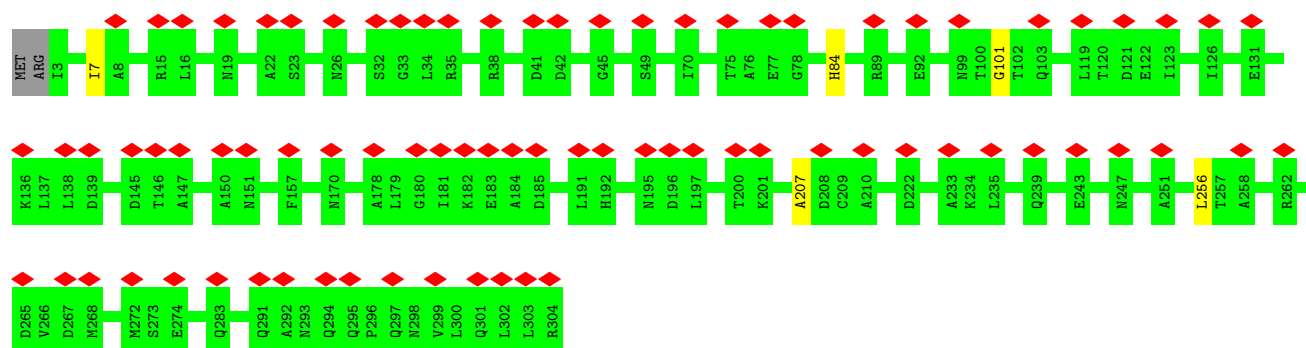 MET ARG I3 I7 A8 R15 L16 N19 A22 S23 N26 S32 G33 L34 R35 R38 D41 D42 G45 S49 I70 T75 A76 E77 G78 H84 R89 E92 N99 T100 G101 T102 Q103 L119 T120 D121 E122 I123 I126 E131
K136 L137 L138 D139 D145 T146 A147 A150 N151 F157 N170 A178 L179 G180 I181 K182 E183 A184 D185 L191 H192 N195 D196 L197 T200 K201 A207 D208 C209 A210 D222 A233 K234 L235 Q239 E243 N247 A251 L256 T257 A258 R262
D265 V266 D267 M268 M272 S273 E274 Q283 Q291 A292 N293 Q294 Q295 P296 Q297 N298 V299 L300 Q301 L302 L303 R304